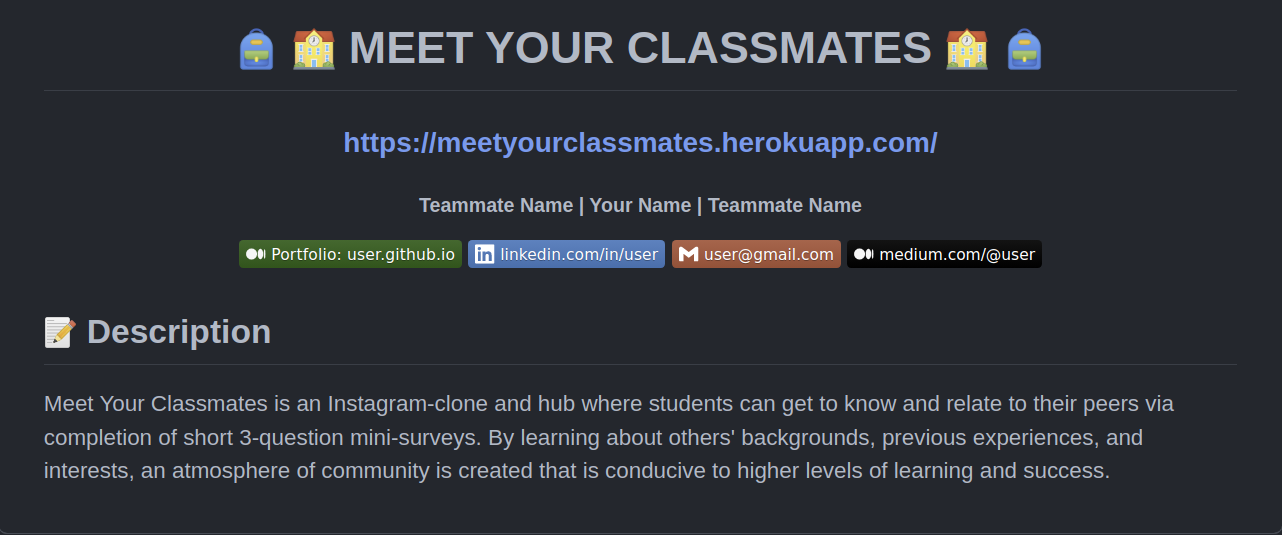 MEET YOUR CLASSMATES
https://meetyourclassmates.herokuapp.com/
Teammate Name | Your Name | Teammate Name
Portfolio: user.github.io linkedin.com/in/user user@gmail.com medium.com/@user
Description
Meet Your Classmates is an Instagram-clone and hub where students can get to know and relate to their peers via
completion of short 3-question mini-surveys. By learning about others' backgrounds, previous experiences, and
interests, an atmosphere of community is created that is conducive to higher levels of learning and success.